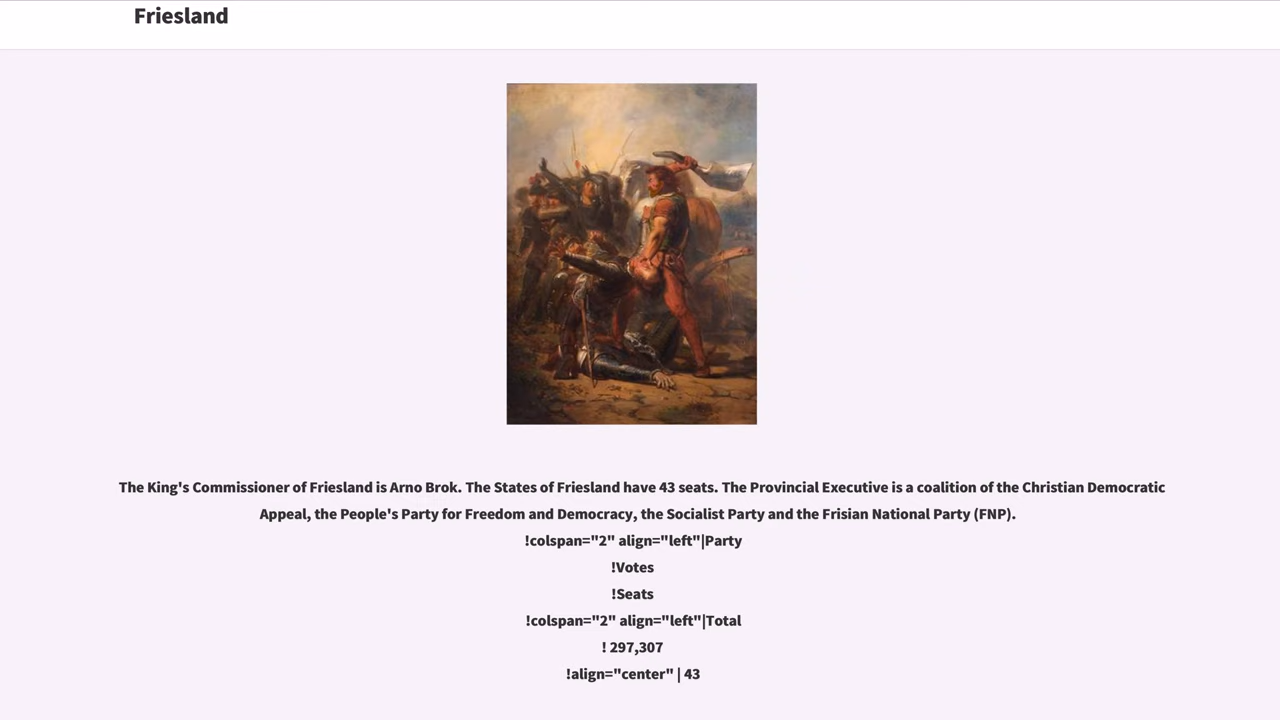 Friesland
The King's Commissioner of Friesland is Arno Brok. The States of Friesland have 43 seats. The Provincial Executive is a coalition of the Christian Democratic
Appeal, the People's Party for Freedom and Democracy, the Socialist Party and the Frisian National Party (FNP).
!colspan="2" align="left"|Party
!Votes
!Seats
!colspan="2" align="left"|Total
! 297,307
!align="center" | 43